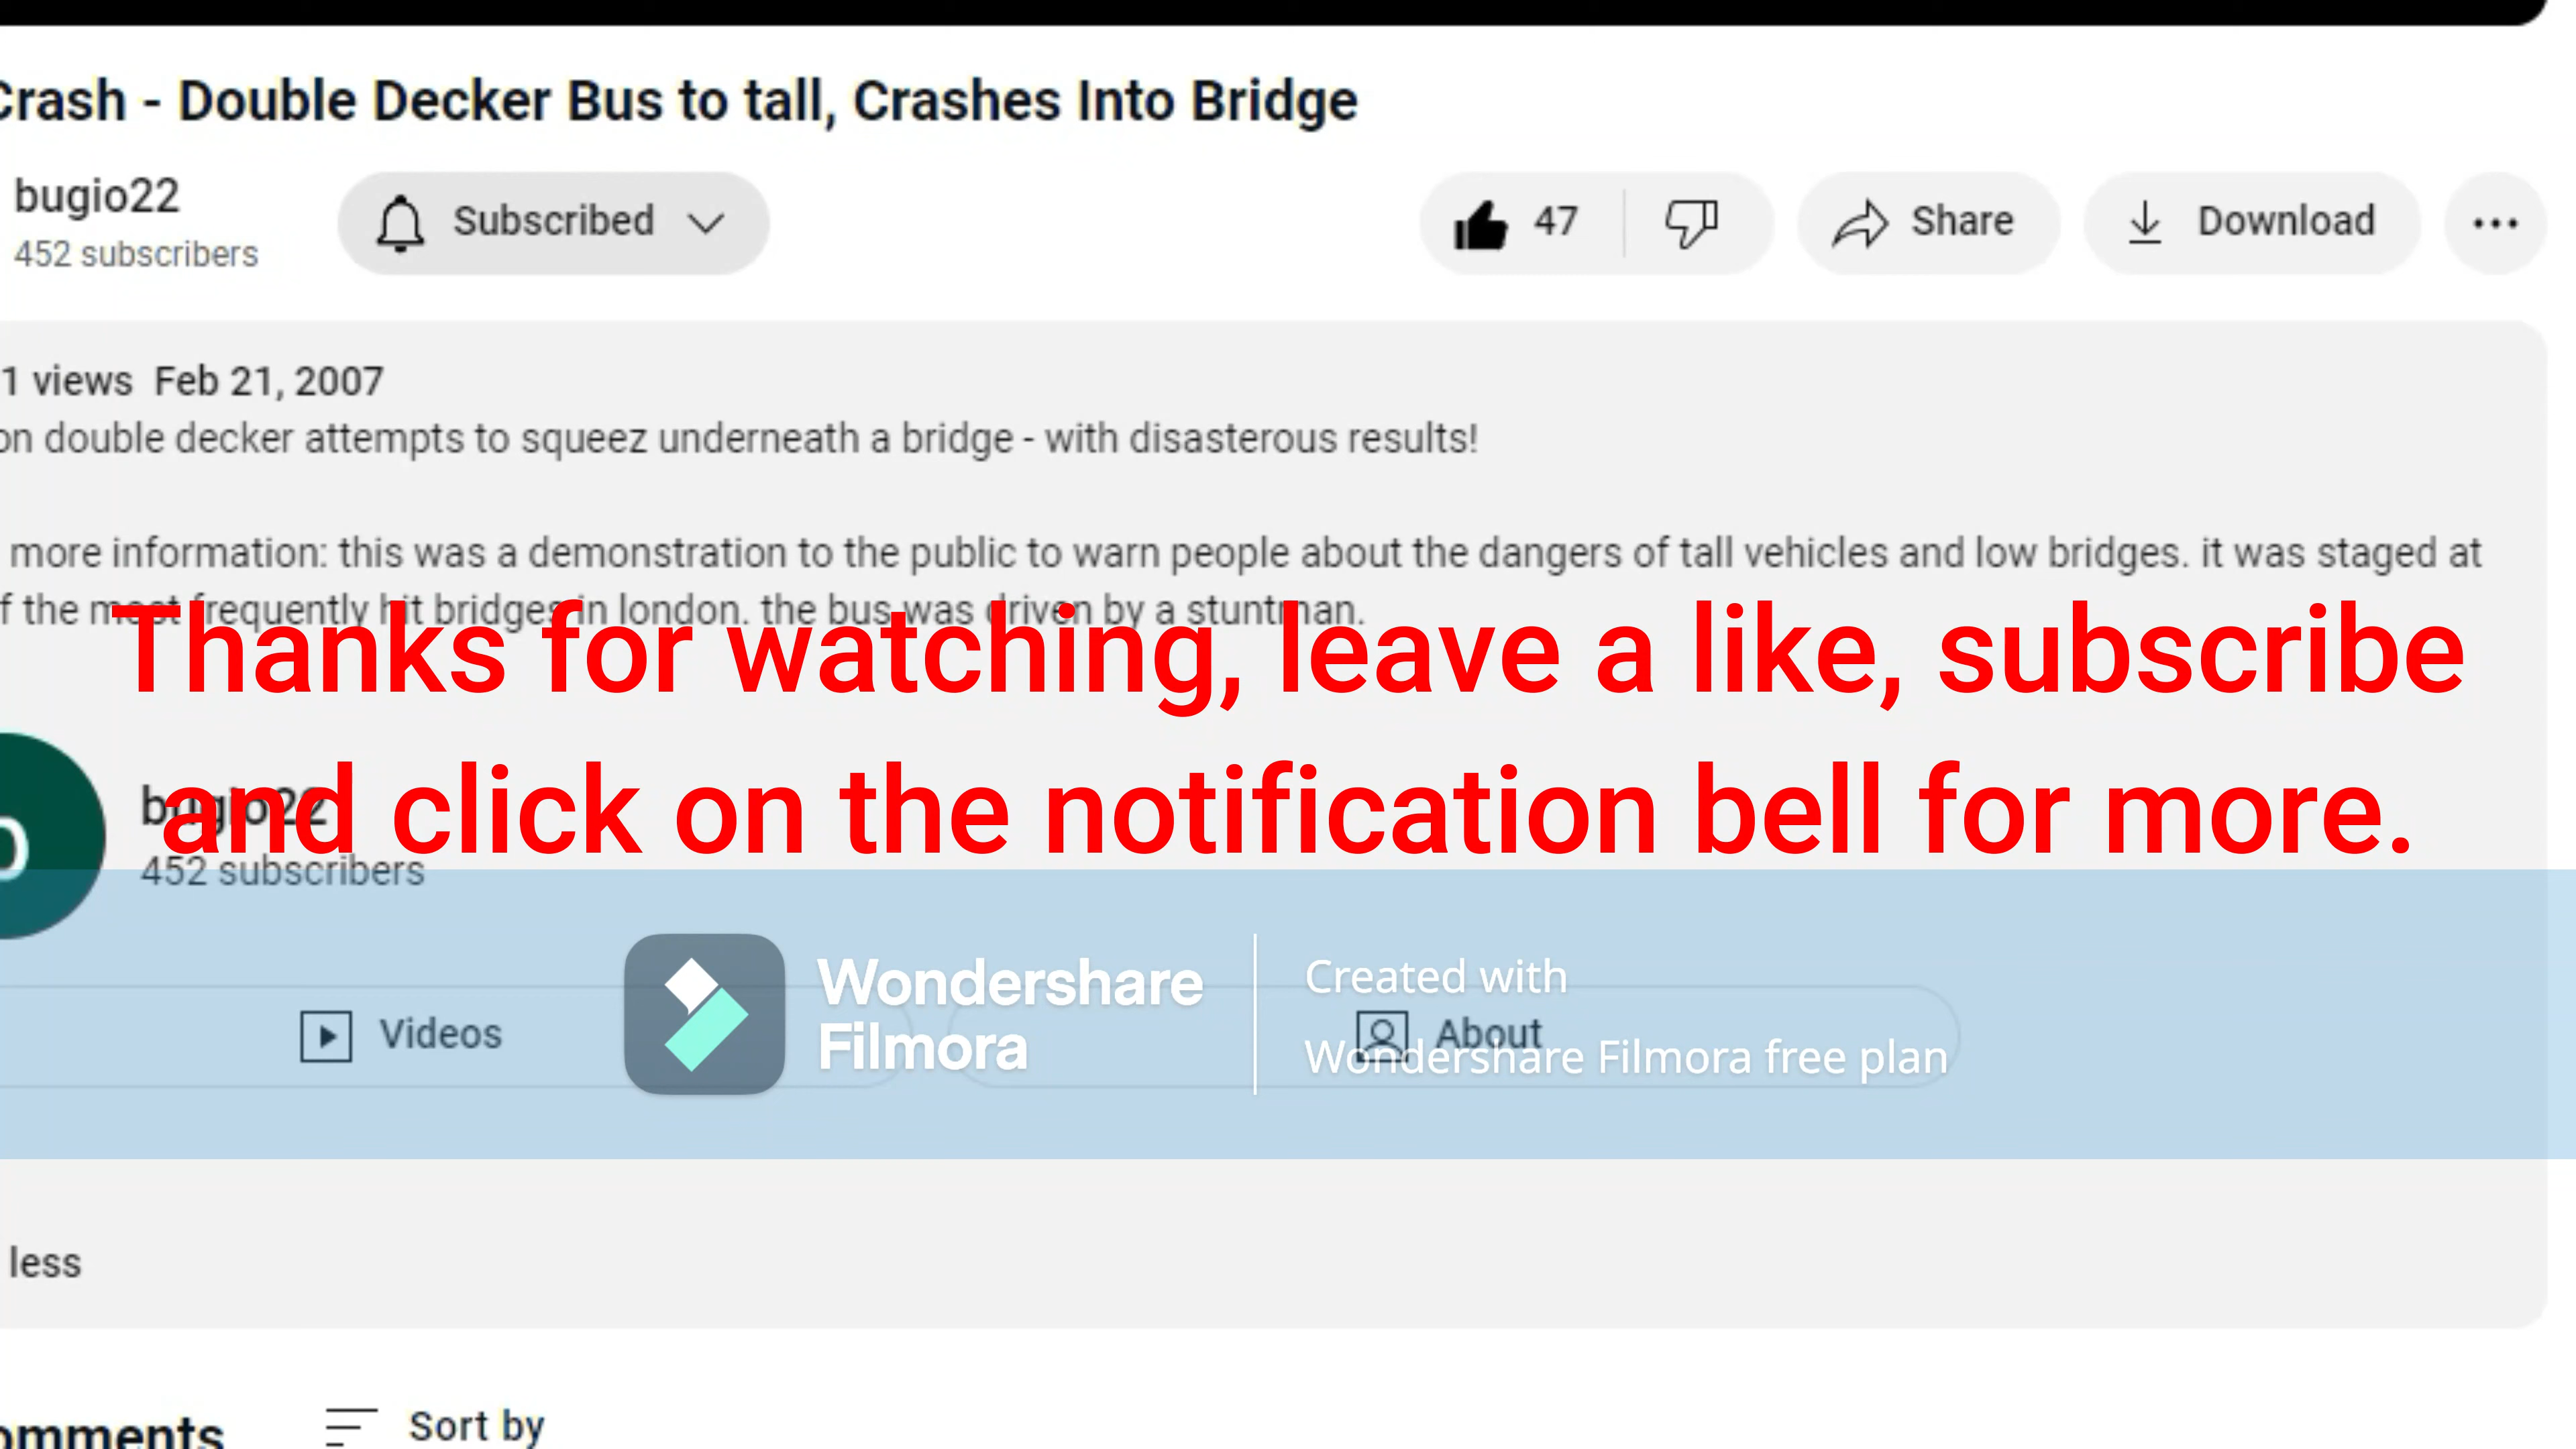 Crash - Double Decker Bus to tall, Crashes Into Bridge
bugio22
452 subscribers
Subscribed
47
Share
Download
1 views Feb 21, 2007
on double decker attempts to squeez underneath a bridge - with disasterous results!
more information: this was a demonstration to the public to warn people about the dangers of tall vehicles and low bridges. it was staged at
f the most frequently hit bridges in london. the bus was driven by a stuntman.
Thanks for watching, leave a like, subscribe
and click on the notification bell for more.
bugio22
452 subscribers
Videos
About
Wondershare
Filmora
Created with
Wondershare Filmora free plan
less
omments
Sort by